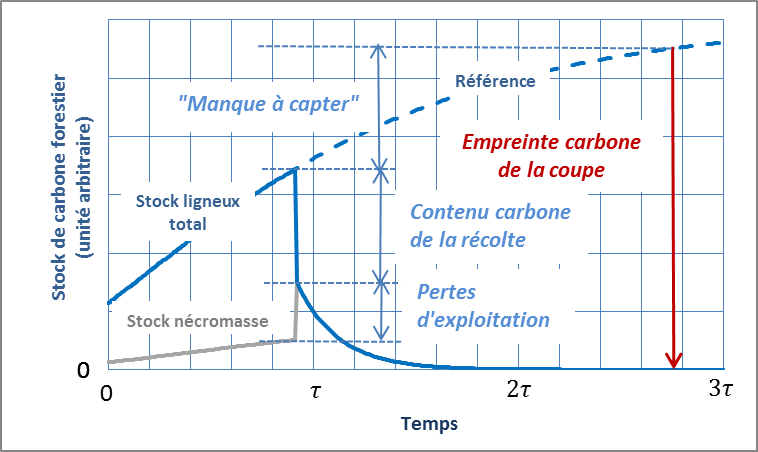 Stock de carbone forestier
(unité arbitraire)
"Manque à capter"
Référence
Empreinte carbone
de la coupe
Stock ligneux
total
Contenu carbone
de la récolte
Pertes
d'exploitation
Stock nécromasse
0
0
τ
2τ
3τ
Temps